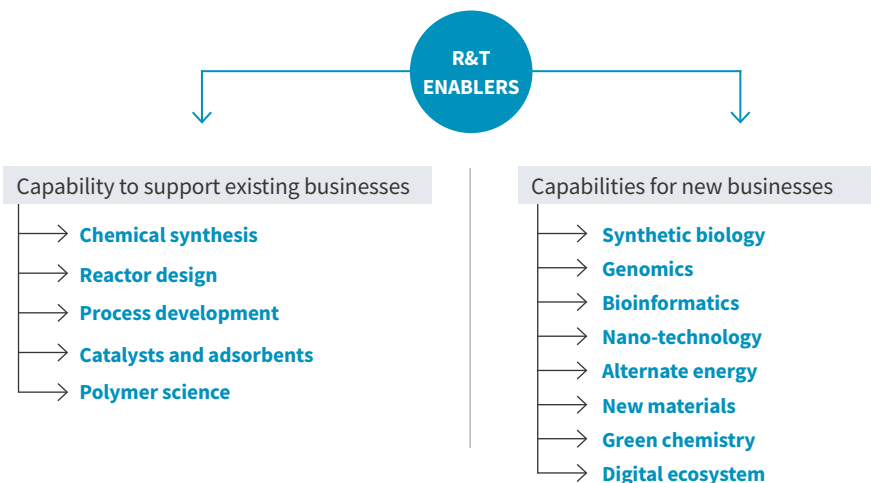 R&T
ENABLERS
Capability to support existing businesses
Chemical synthesis
Reactor design
Process development
Catalysts and adsorbents
Polymer science
Capabilities for new businesses
Synthetic biology
Genomics
Bioinformatics
Nano-technology
Alternate energy
New materials
Green chemistry
Digital ecosystem